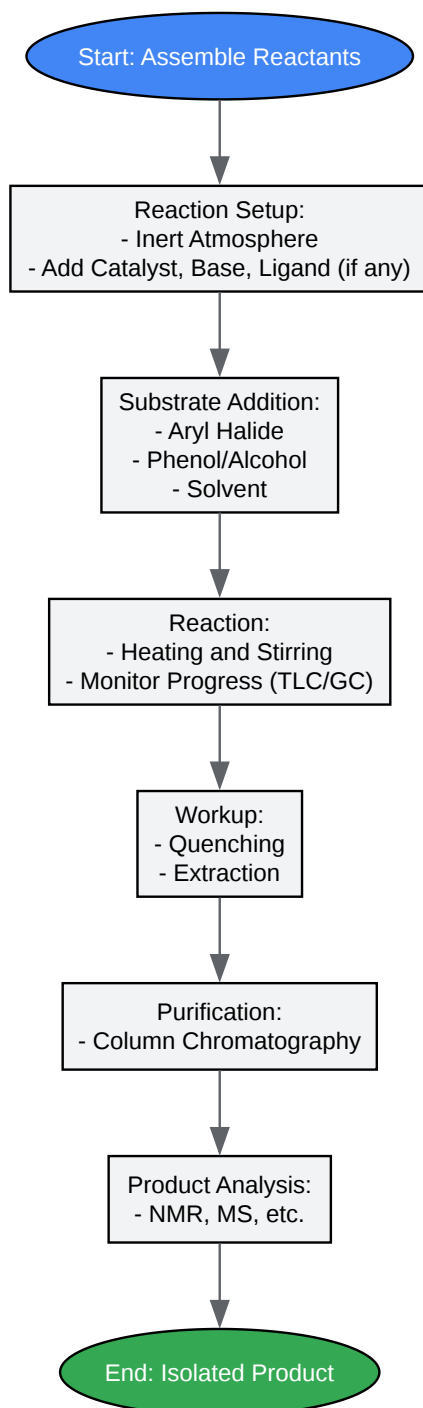 Start: Assemble Reactants
Reaction Setup:
- Inert Atmosphere
- Add Catalyst, Base, Ligand (if any)
Substrate Addition:
- Aryl Halide
- Phenol/Alcohol
- Solvent
Reaction:
- Heating and Stirring
- Monitor Progress (TLC/GC)
Workup:
- Quenching
- Extraction
Purification:
- Column Chromatography
Product Analysis:
- NMR, MS, etc.
End: Isolated Product